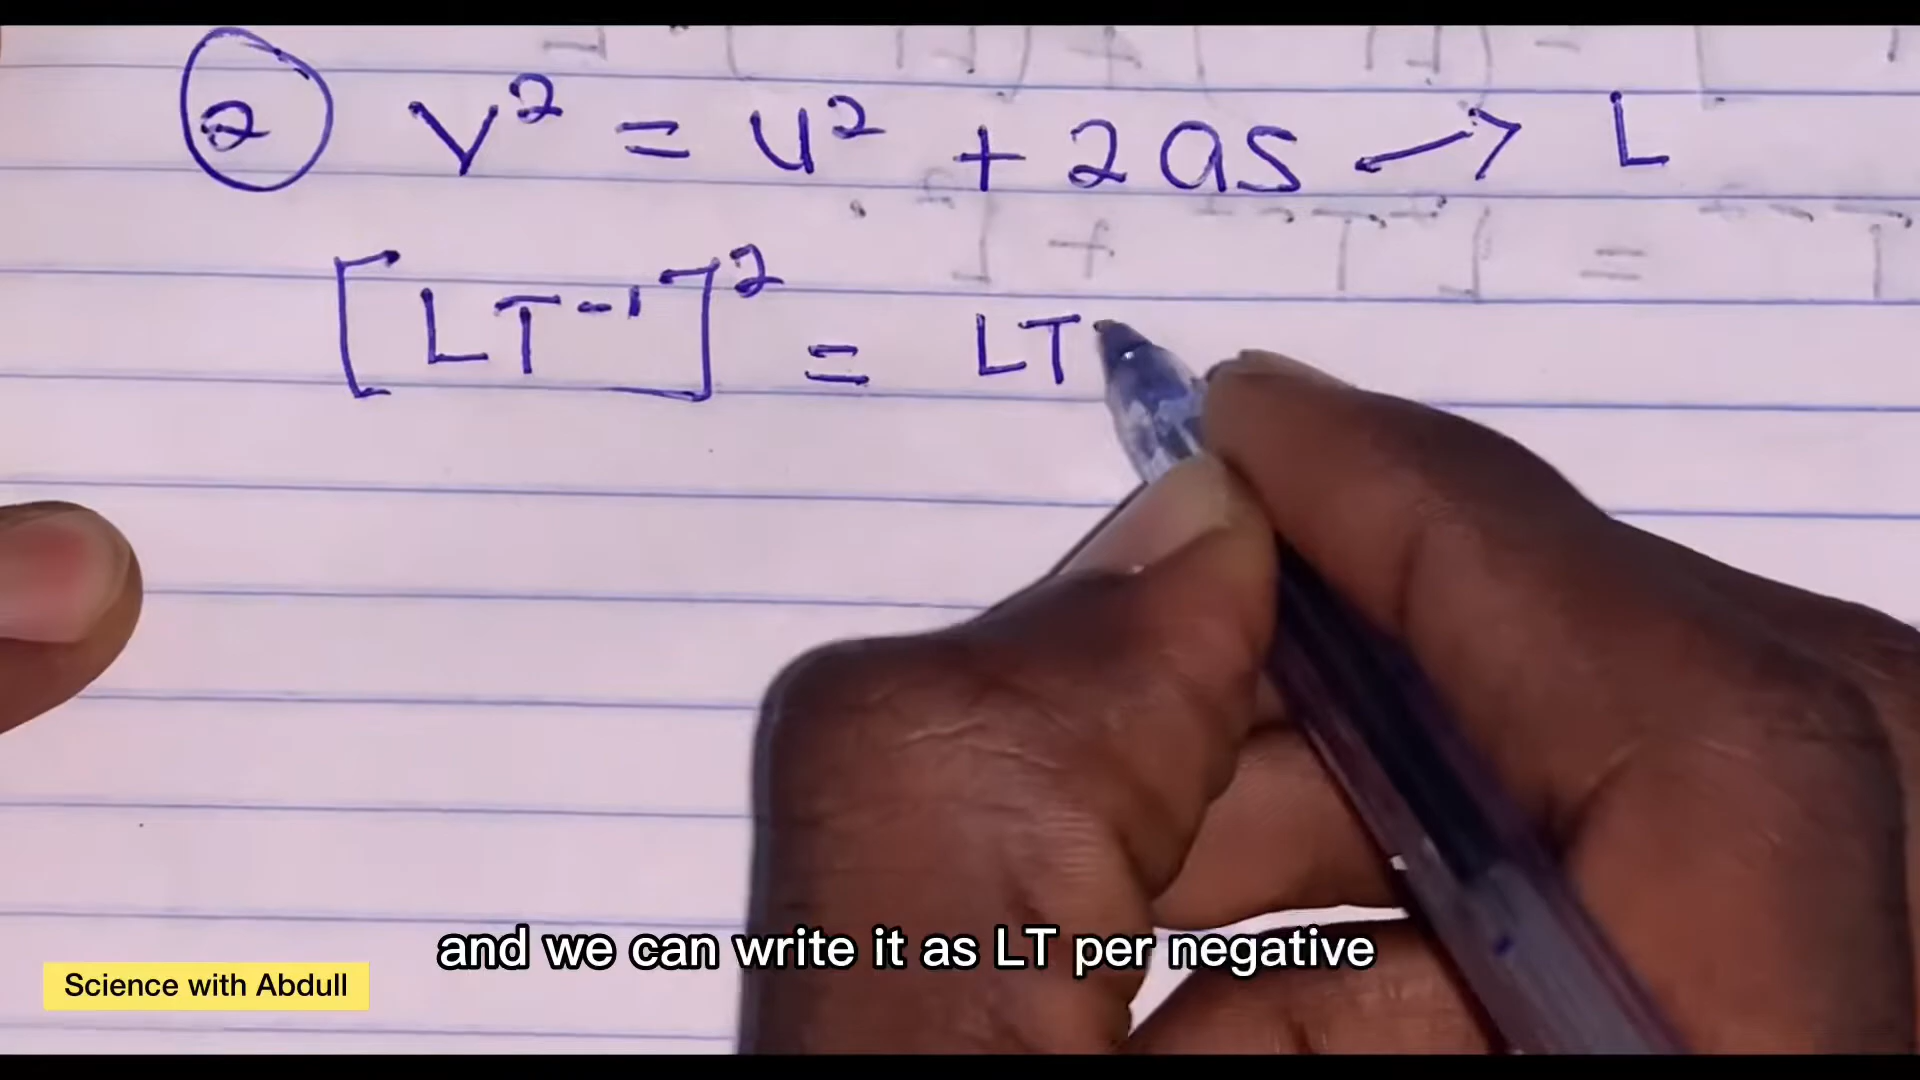 2 v² = u² + 2as → L
[LT⁻¹]² = LT
and we can write it as LT per negative
Science with Abdull